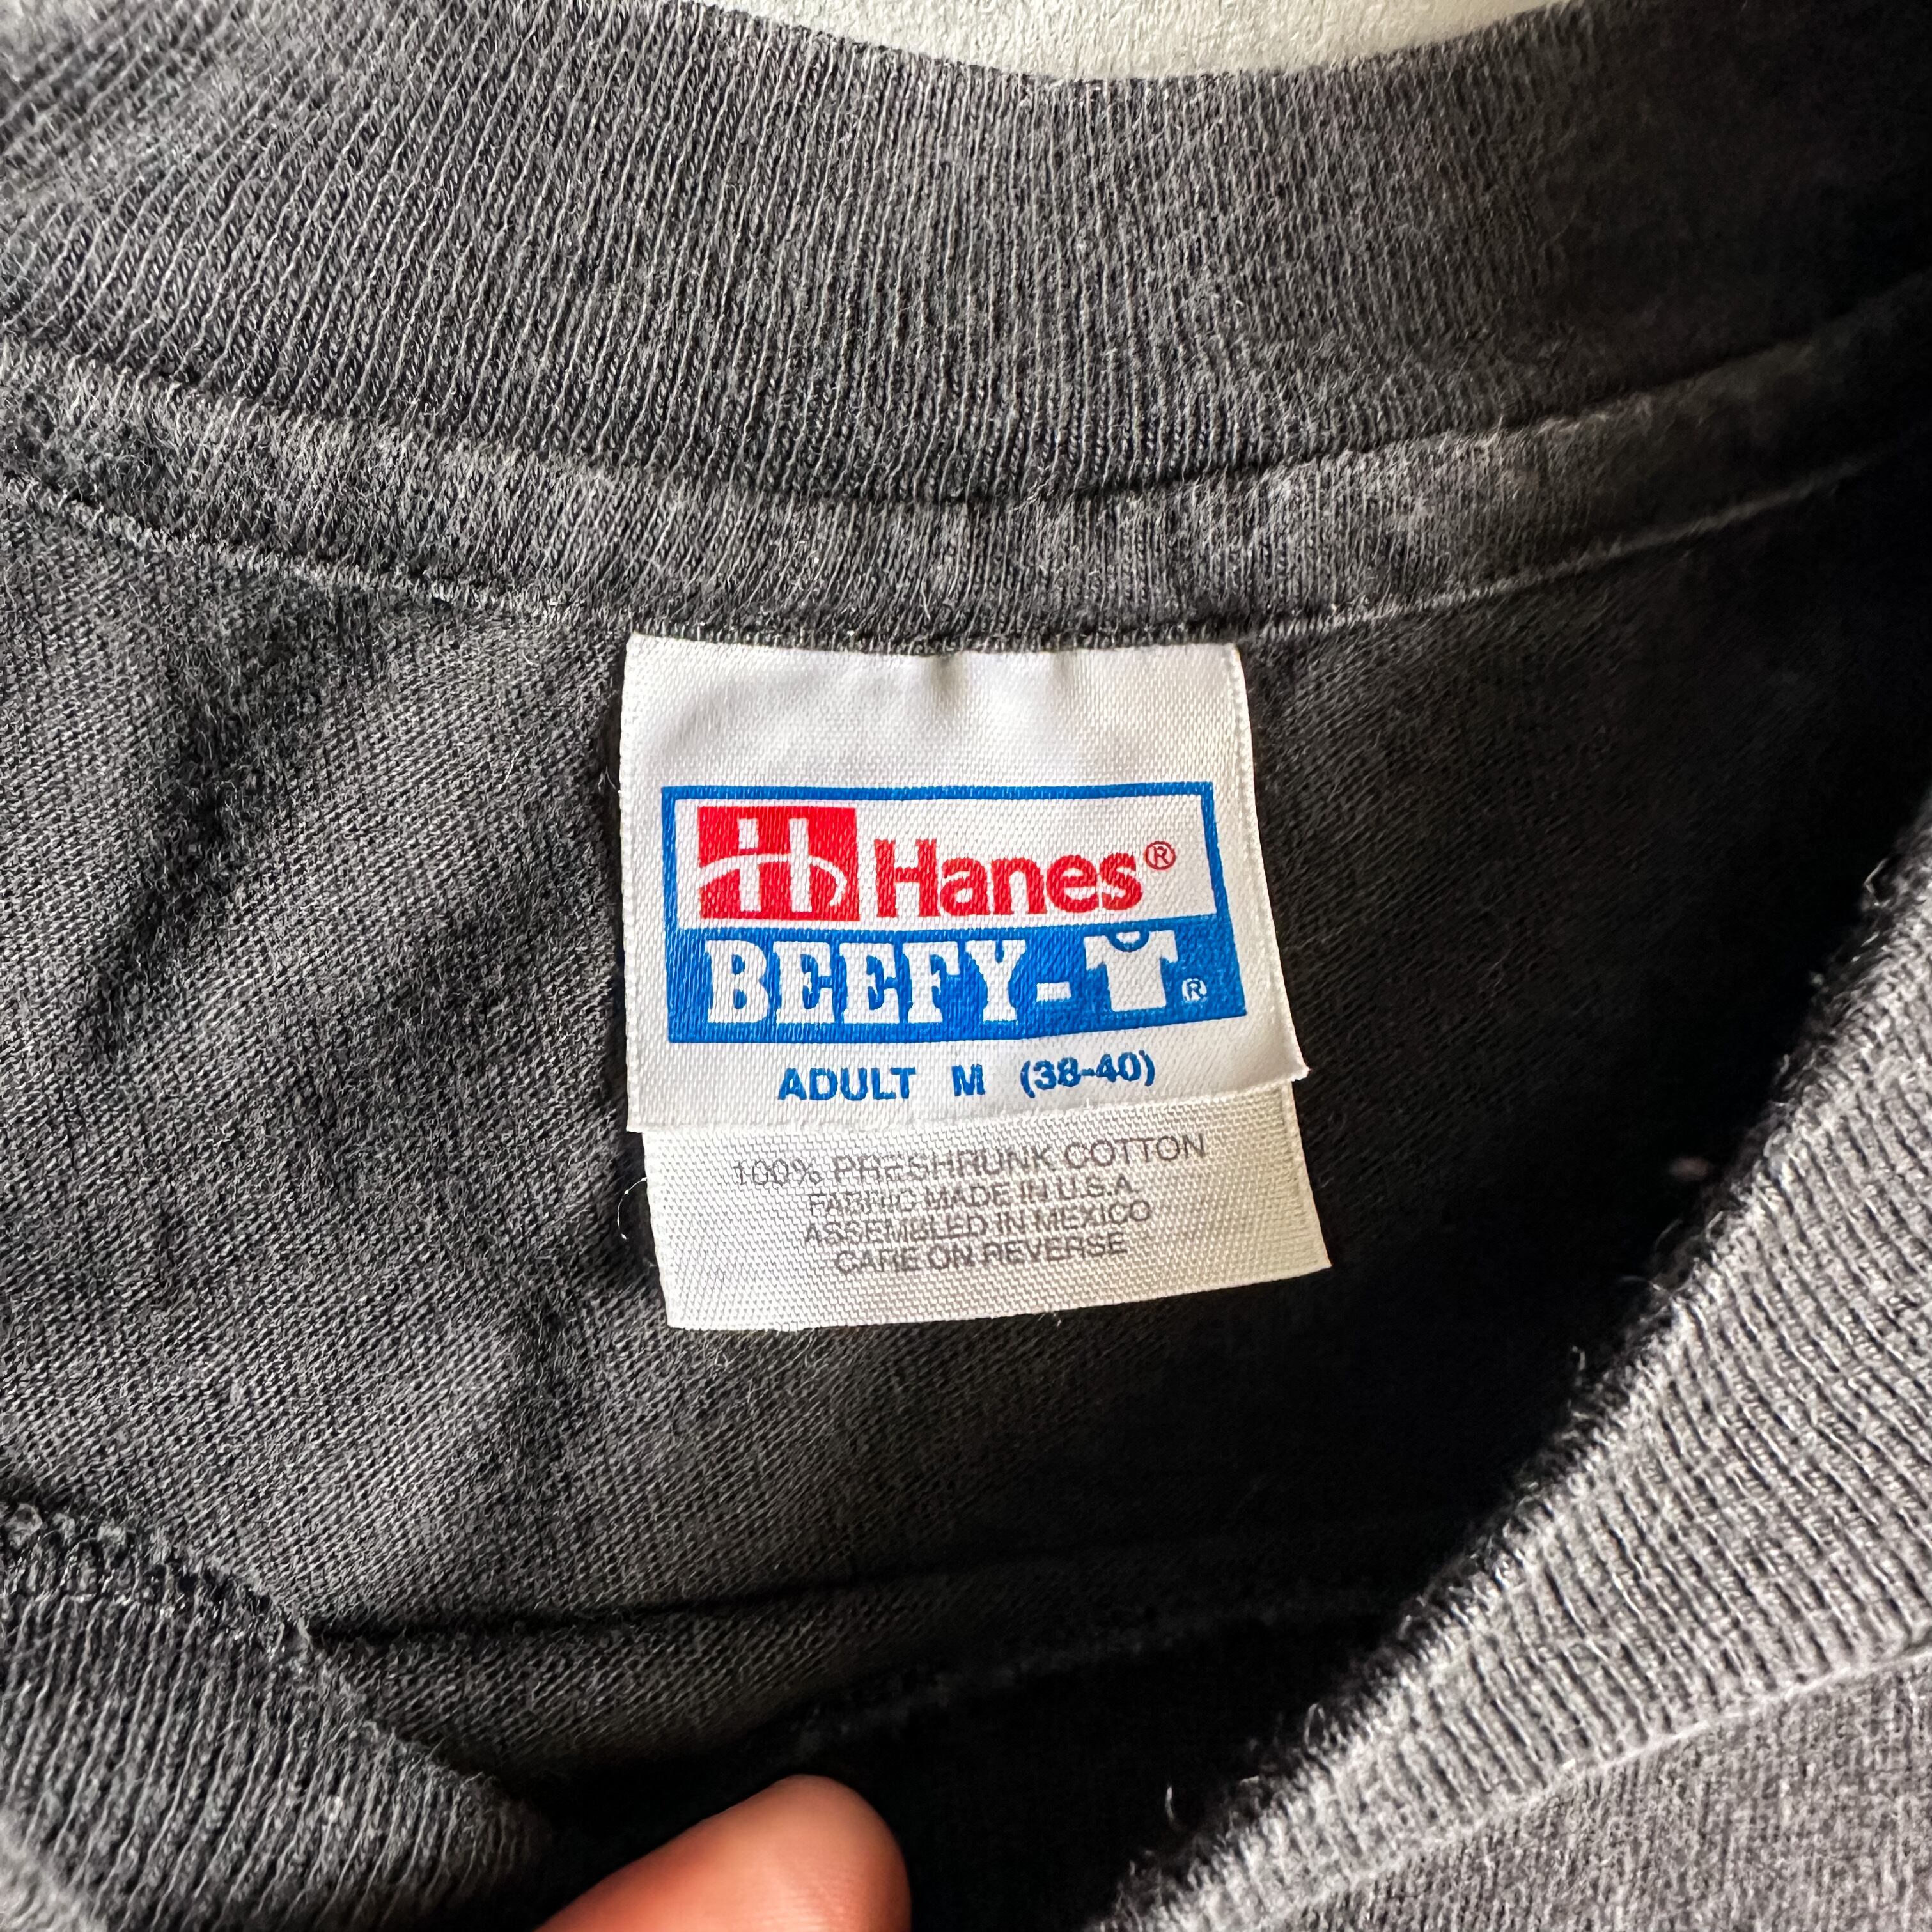 H Hanes®
BEEFY-T®
ADULT M (38-40)
100% PRESHRUNK COTTON
FABRIC MADE IN U.S.A.
ASSEMBLED IN MEXICO
CARE ON REVERSE